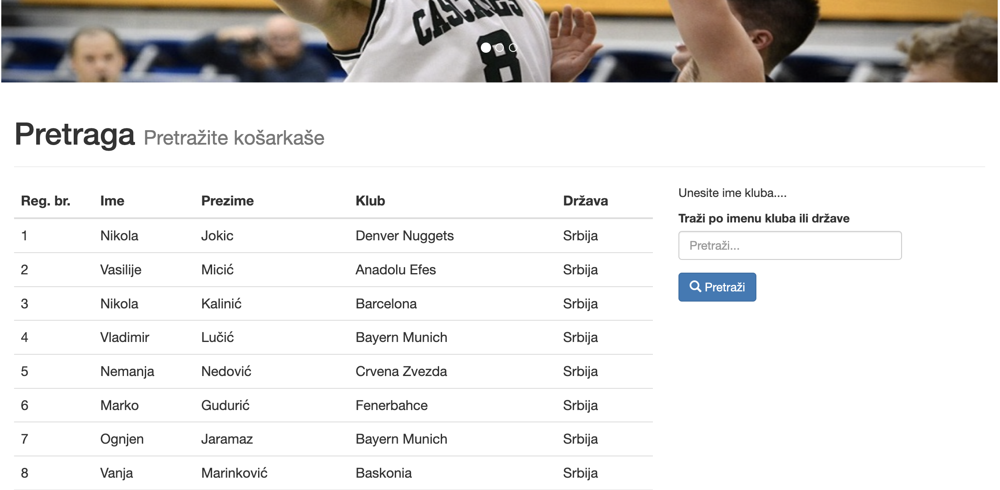 CASCADES
8
Pretraga Pretražite košarkaše
Reg. br. Ime Prezime Klub Država
1 Nikola Jokic Denver Nuggets Srbija
2 Vasilije Micić Anadolu Efes Srbija
3 Nikola Kalinić Barcelona Srbija
4 Vladimir Lučić Bayern Munich Srbija
5 Nemanja Nedović Crvena Zvezda Srbija
6 Marko Gudurić Fenerbahce Srbija
7 Ognjen Jaramaz Bayern Munich Srbija
8 Vanja Marinković Baskonia Srbija
Unesite ime kluba....
Traži po imenu kluba ili države
Pretraži...
Pretraži